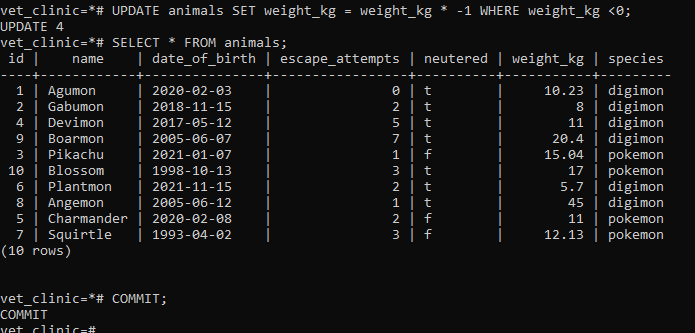 vet_clinic=*# UPDATE animals SET weight_kg = weight_kg * -1 WHERE weight_kg <0;
UPDATE 4
vet_clinic=*# SELECT * FROM animals;
 id |    name    | date_of_birth | escape_attempts | neutered | weight_kg | species
----+------------+---------------+-----------------+----------+-----------+---------
  1 | Agumon     | 2020-02-03    |               0 | t        |     10.23 | digimon
  2 | Gabumon    | 2018-11-15    |               2 | t        |         8 | digimon
  4 | Devimon    | 2017-05-12    |               5 | t        |        11 | digimon
  9 | Boarmon    | 2005-06-07    |               7 | t        |      20.4 | digimon
  3 | Pikachu    | 2021-01-07    |               1 | f        |     15.04 | pokemon
 10 | Blossom    | 1998-10-13    |               3 | t        |        17 | pokemon
  6 | Plantmon   | 2021-11-15    |               2 | t        |       5.7 | digimon
  8 | Angemon    | 2005-06-12    |               1 | t        |        45 | digimon
  5 | Charmander | 2020-02-08    |               2 | f        |        11 | pokemon
  7 | Squirtle   | 1993-04-02    |               3 | f        |     12.13 | pokemon
(10 rows)
vet_clinic=*# COMMIT;
COMMIT
vet_clinic=#